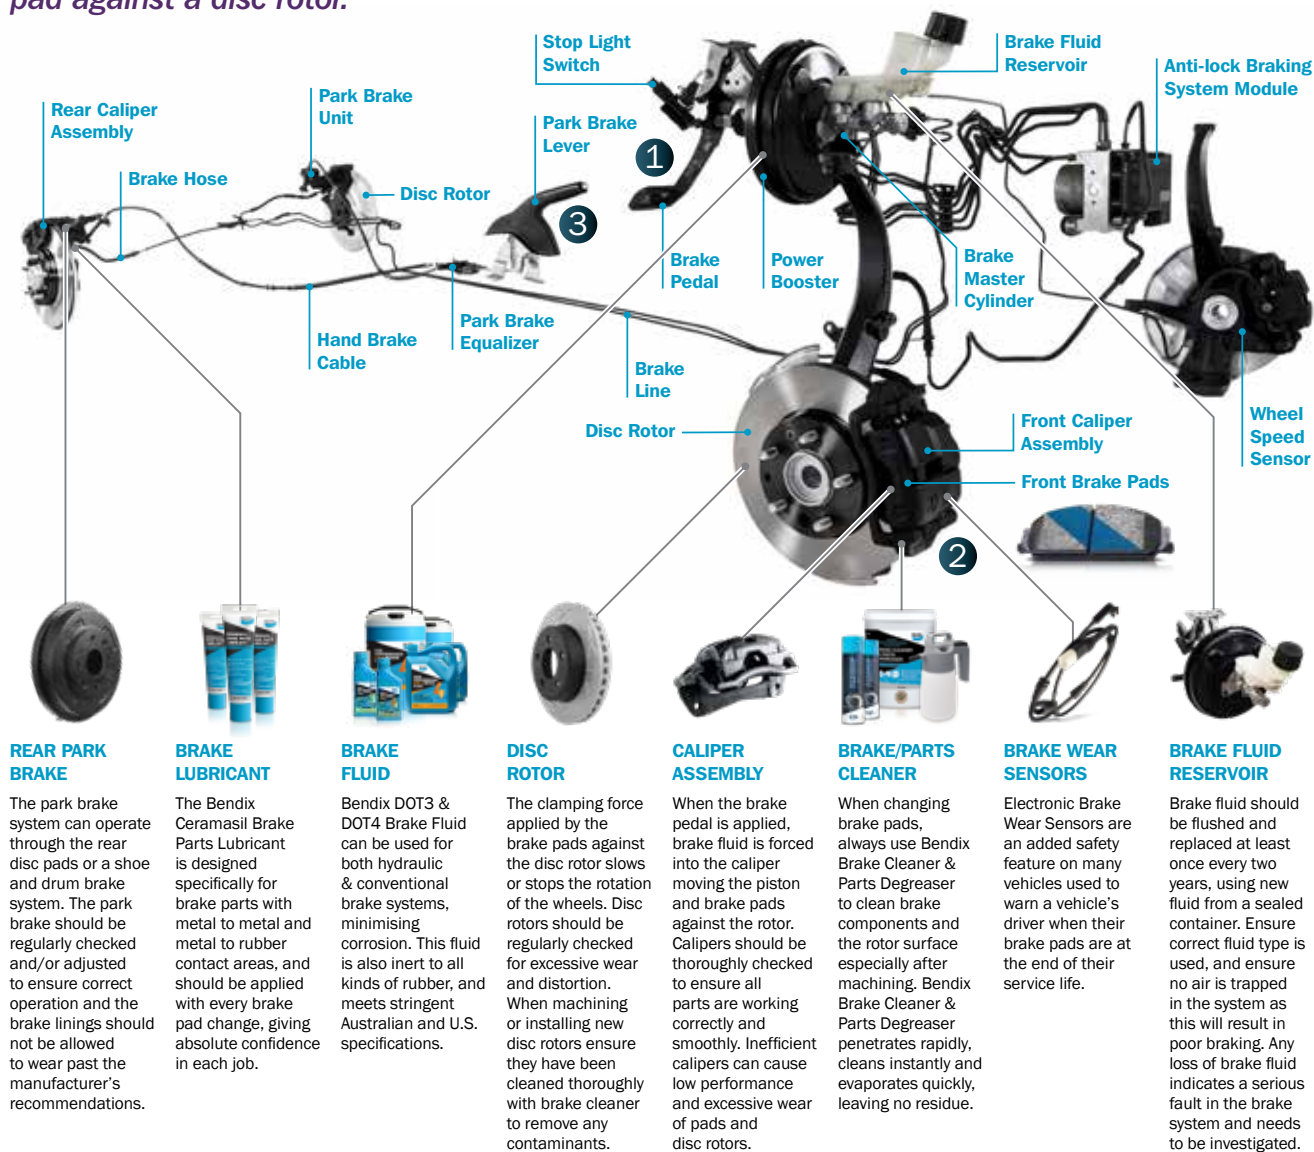 pad against a disc rotor.
Stop Light
Switch
Brake Fluid
Reservoir
Anti-lock Braking
System Module
Rear Caliper
Assembly
Park Brake
Unit
Park Brake
Lever
1
Brake Hose
Disc Rotor
3
Brake
Pedal
Power
Booster
Brake
Master
Cylinder
Hand Brake
Cable
Park Brake
Equalizer
Brake
Line
Disc Rotor
Front Caliper
Assembly
Wheel
Speed
Sensor
Front Brake Pads
2
REAR PARK
BRAKE
The park brake
system can operate
through the rear
disc pads or a shoe
and drum brake
system. The park
brake should be
regularly checked
and/or adjusted
to ensure correct
operation and the
brake linings should
not be allowed
to wear past the
manufacturer's
recommendations.
BRAKE
LUBRICANT
The Bendix
Ceramasil Brake
Parts Lubricant
is designed
specifically for
brake parts with
metal to metal and
metal to rubber
contact areas, and
should be applied
with every brake
pad change, giving
absolute confidence
in each job.
BRAKE
FLUID
Bendix DOT3 &
DOT4 Brake Fluid
can be used for
both hydraulic
& conventional
brake systems,
minimising
corrosion. This fluid
is also inert to all
kinds of rubber, and
meets stringent
Australian and U.S.
specifications.
DISC
ROTOR
The clamping force
applied by the
brake pads against
the disc rotor slows
or stops the rotation
of the wheels. Disc
rotors should be
regularly checked
for excessive wear
and distortion.
When machining
or installing new
disc rotors ensure
they have been
cleaned thoroughly
with brake cleaner
to remove any
contaminants.
CALIPER
ASSEMBLY
When the brake
pedal is applied,
brake fluid is forced
into the caliper
moving the piston
and brake pads
against the rotor.
Calipers should be
thoroughly checked
to ensure all
parts are working
correctly and
smoothly. Inefficient
calipers can cause
low performance
and excessive wear
of pads and
disc rotors.
BRAKE/PARTS
CLEANER
When changing
brake pads,
always use Bendix
Brake Cleaner &
Parts Degreaser
to clean brake
components and
the rotor surface
especially after
machining. Bendix
Brake Cleaner &
Parts Degreaser
penetrates rapidly,
cleans instantly and
evaporates quickly,
leaving no residue.
BRAKE WEAR
SENSORS
Electronic Brake
Wear Sensors are
an added safety
feature on many
vehicles used to
warn a vehicle's
driver when their
brake pads are at
the end of their
service life.
BRAKE FLUID
RESERVOIR
Brake fluid should
be flushed and
replaced at least
once every two
years, using new
fluid from a sealed
container. Ensure
correct fluid type is
used, and ensure
no air is trapped
in the system as
this will result in
poor braking. Any
loss of brake fluid
indicates a serious
fault in the brake
system and needs
to be investigated.